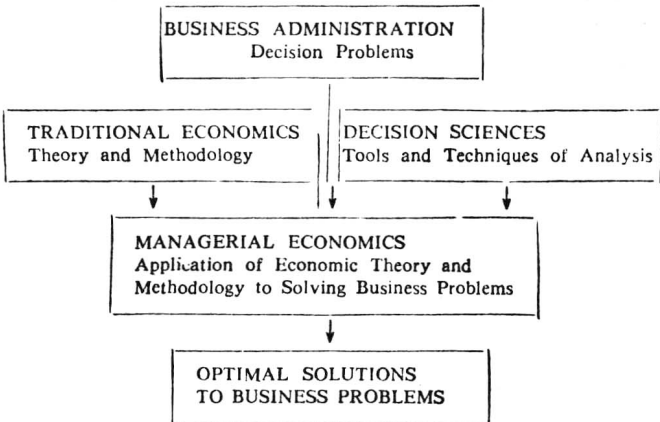 BUSINESS ADMINISTRATION
Decision Problems
TRADITIONAL ECONOMICS
Theory and Methodology
DECISION SCIENCES
Tools and Techniques of Analysis
MANAGERIAL ECONOMICS
Application of Economic Theory and
Methodology to Solving Business Problems
OPTIMAL SOLUTIONS
TO BUSINESS PROBLEMS